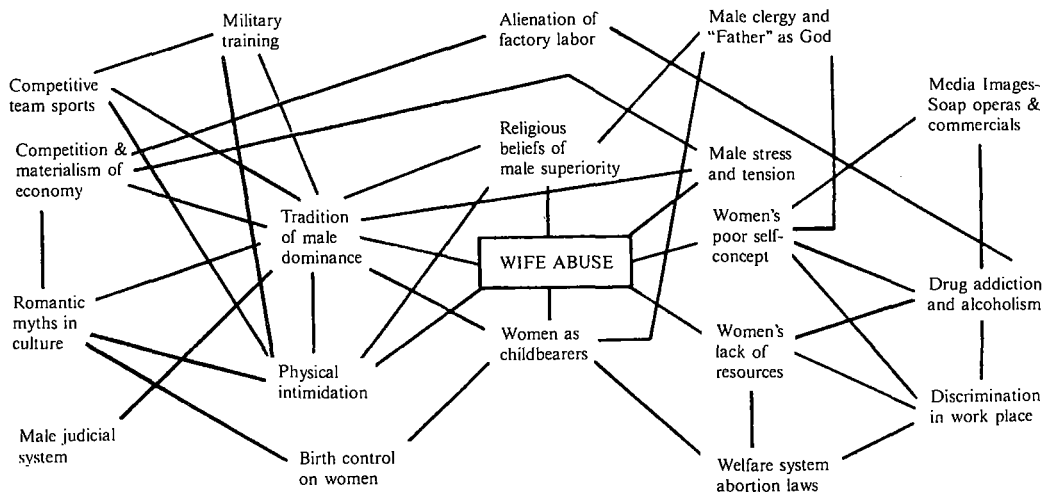 Military
training
Alienation of
factory labor
Male clergy and
"Father" as God
Competitive
team sports
Media Images-
Soap operas &
commercials
Competition &
materialism of
economy
Religious
beliefs of
male superiority
Male stress
and tension
Tradition
of male
dominance
WIFE ABUSE
Women's
poor self-
concept
Romantic
myths in
culture
Physical
intimidation
Women as
childbearers
Women's
lack of
resources
Drug addiction
and alcoholism
Discrimination
in work place
Male judicial
system
Birth control
on women
Welfare system
abortion laws